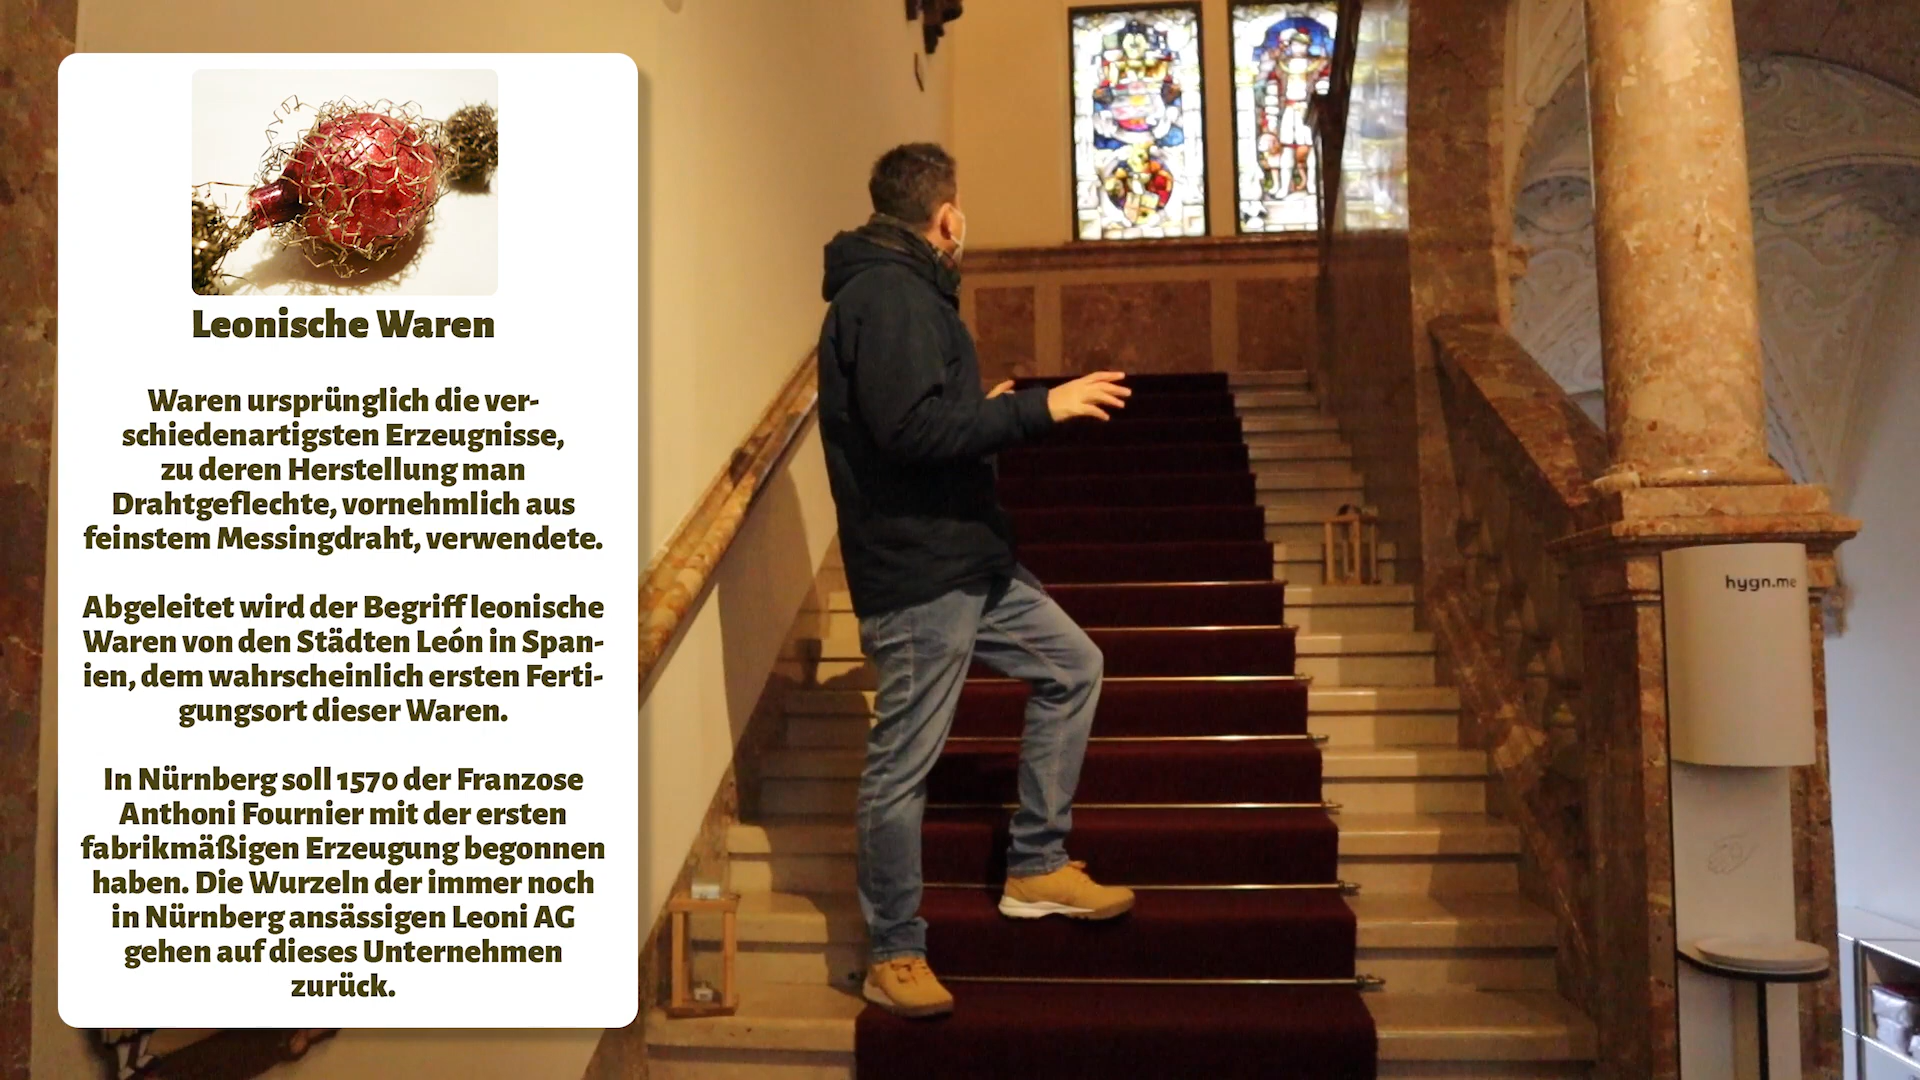 Leonische Waren
Waren ursprünglich die ver-
schiedenartigsten Erzeugnisse,
zu deren Herstellung man
Drahtgeflechte, vornehmlich aus
feinstem Messingdraht, verwendete.
Abgeleitet wird der Begriff leonische
Waren von den Städten León in Span-
ien, dem wahrscheinlich ersten Ferti-
gungsort dieser Waren.
In Nürnberg soll 1570 der Franzose
Anthoni Fournier mit der ersten
fabrikmäßigen Erzeugung begonnen
haben. Die Wurzeln der immer noch
in Nürnberg ansässigen Leoni AG
gehen auf dieses Unternehmen
zurück.
hygn.me